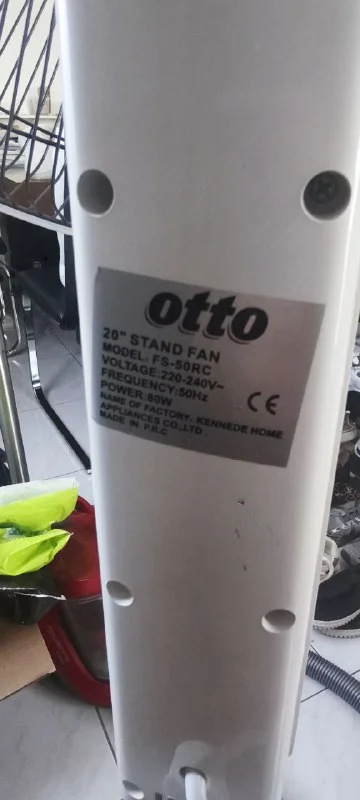 otto
20" STAND FAN
MODEL: FS-50RC
VOLTAGE:220-240V~
FREQUENCY:50Hz
POWER:60W
CE
NAME OF FACTORY: KENNEDE HOME
APPLIANCES CO.,LTD.
MADE IN P.R.C